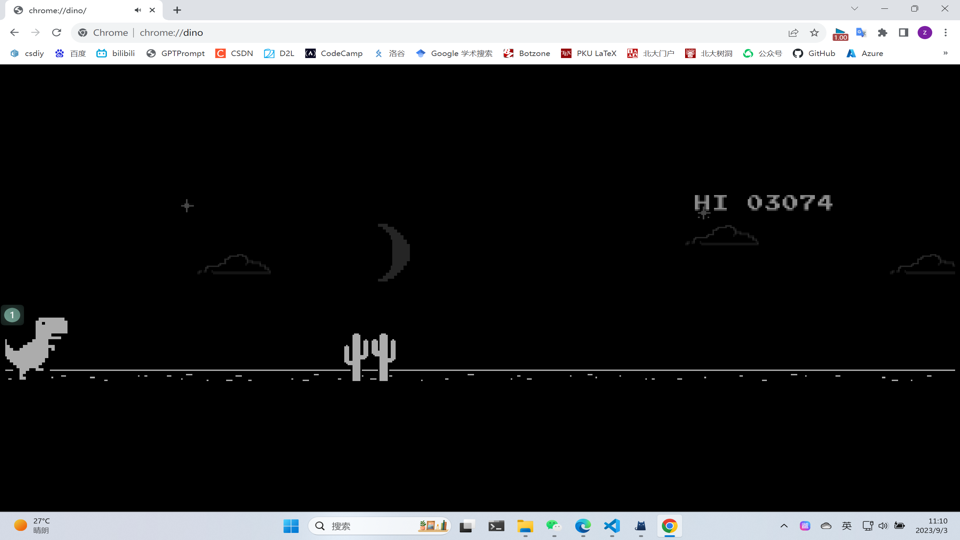 chrome://dino/
Chrome | chrome://dino
1.00
z
csdiy 百度 bilibili GPTPrompt CSDN D2L CodeCamp 洛谷 Google 学术搜索 Botzone PKU LaTeX 北大门户 北大树洞 公众号 GitHub Azure »
HI 03074
1
27°C
晴朗
搜索
英
11:10
2023/9/3